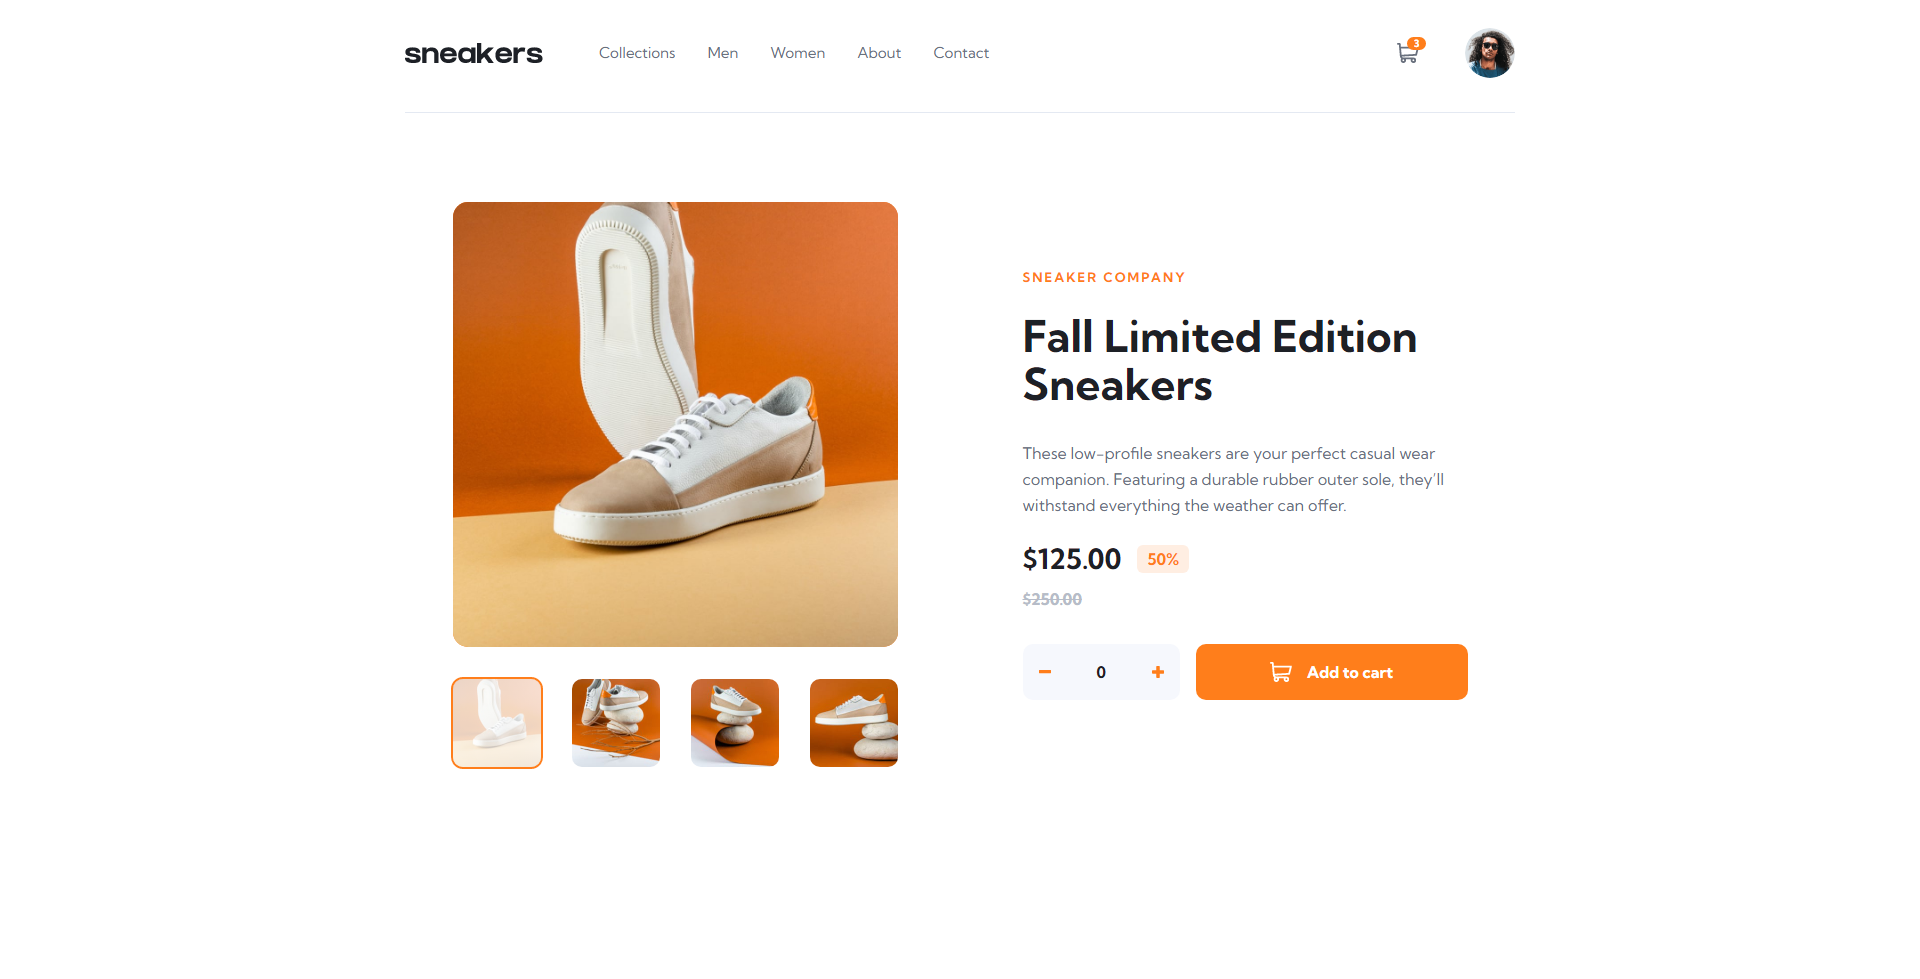 sneakers
Collections Men Women About Contact
3
SNEAKER COMPANY
Fall Limited Edition
Sneakers
These low-profile sneakers are your perfect casual wear
companion. Featuring a durable rubber outer sole, they’ll
withstand everything the weather can offer.
$125.00 50%
$250.00
0
Add to cart